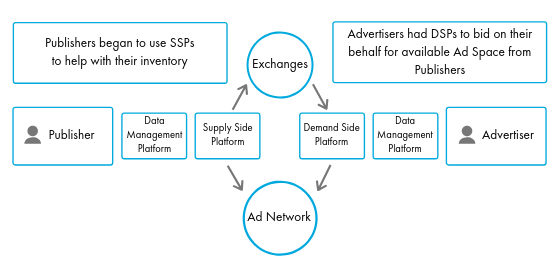 Publishers began to use SSPs
to help with their inventory
Exchanges
Advertisers had DSPs to bid on their
behalf for available Ad Space from
Publishers
Publisher
Data
Management
Platform
Supply Side
Platform
Demand Side
Platform
Data
Management
Platform
Advertiser
Ad Network